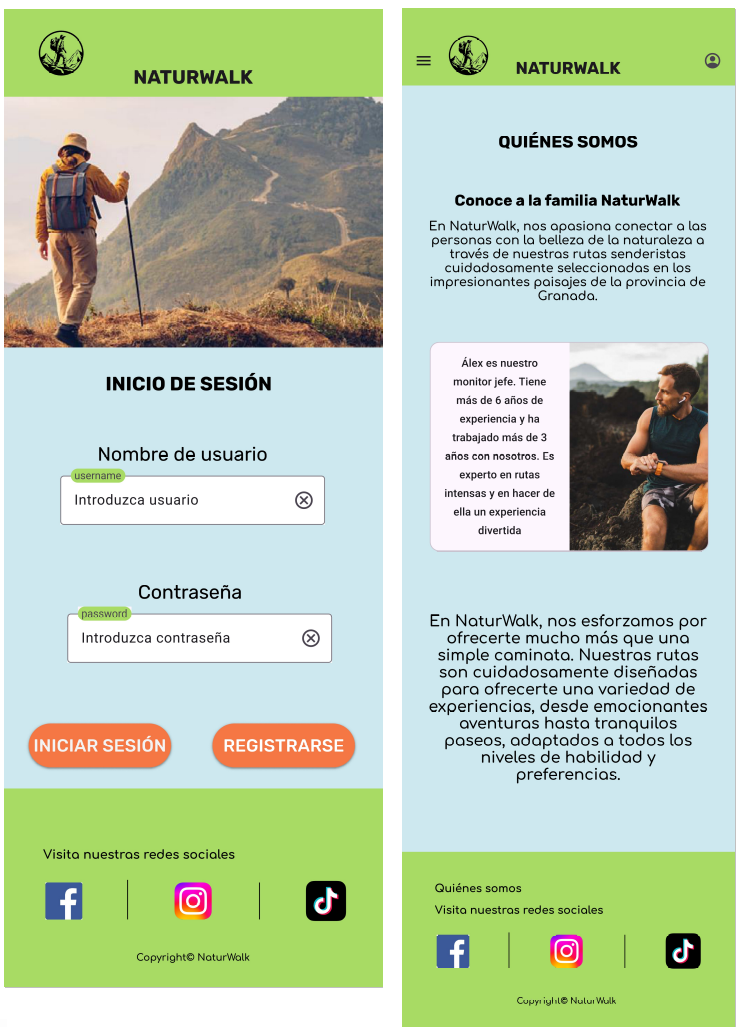 NATURWALK
INICIO DE SESIÓN
Nombre de usuario
username
Introduzca usuario
Contraseña
password
Introduzca contraseña
INICIAR SESIÓN
REGISTRARSE
Visita nuestras redes sociales
Copyright© NaturWalk
NATURWALK
QUIÉNES SOMOS
Conoce a la familia NaturWalk
En NaturWalk, nos apasiona conectar a las
personas con la belleza de la naturaleza a
través de nuestras rutas senderistas
cuidadosamente seleccionadas en los
impresionantes paisajes de la provincia de
Granada.
Álex es nuestro
monitor jefe. Tiene
más de 6 años de
experiencia y ha
trabajado más de 3
años con nosotros. Es
experto en rutas
intensas y en hacer de
ella un experiencia
divertida
En NaturWalk, nos esforzamos por
ofrecerte mucho más que una
simple caminata. Nuestras rutas
son cuidadosamente diseñadas
para ofrecerte una variedad de
experiencias, desde emocionantes
aventuras hasta tranquilos
paseos, adaptados a todos los
niveles de habilidad y
preferencias.
Quiénes somos
Visita nuestras redes sociales
Copyright© NaturWalk